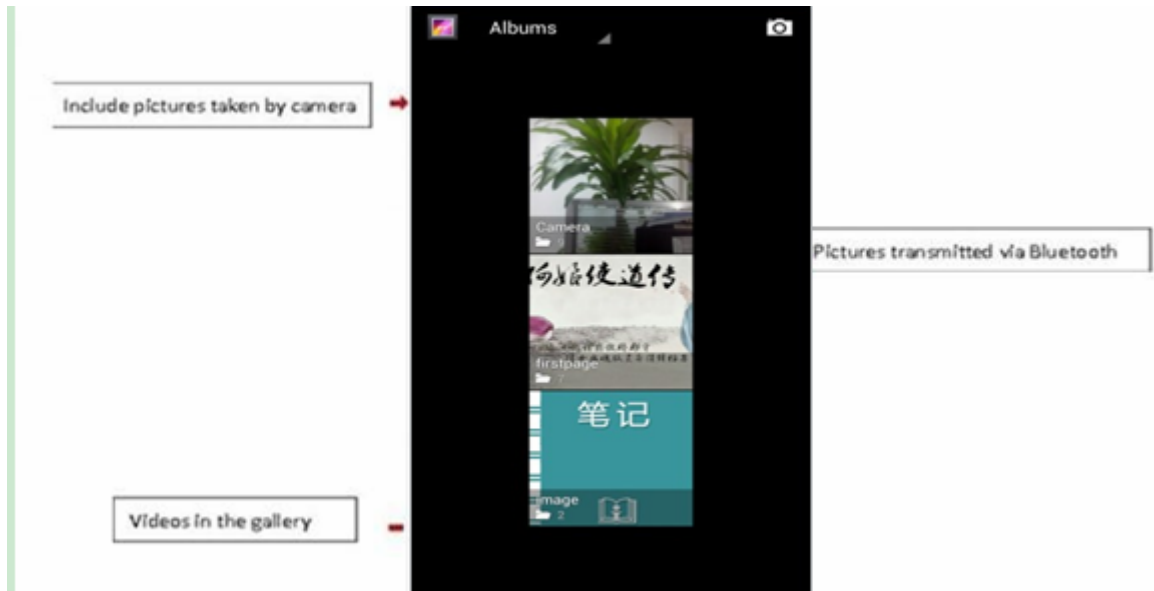 Albums
Include pictures taken by camera
Camera
Pictures transmitted via Bluetooth
firstpage
7
笔记
image
2
Videos in the gallery